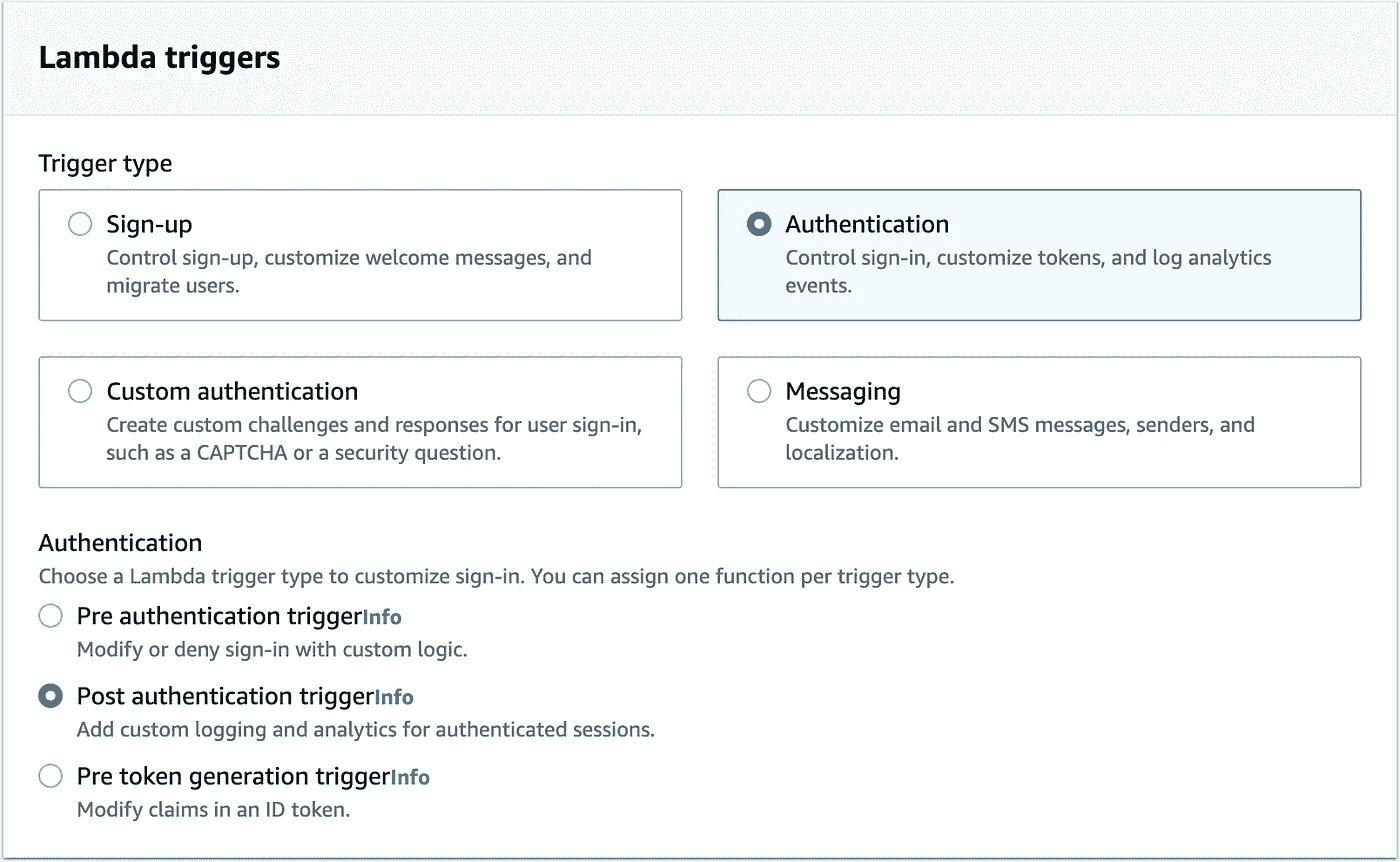 Lambda triggers
Trigger type
Sign-up
Control sign-up, customize welcome messages, and
migrate users.
Authentication
Control sign-in, customize tokens, and log analytics
events.
Custom authentication
Create custom challenges and responses for user sign-in,
such as a CAPTCHA or a security question.
Messaging
Customize email and SMS messages, senders, and
localization.
Authentication
Choose a Lambda trigger type to customize sign-in. You can assign one function per trigger type.
Pre authentication triggerInfo
Modify or deny sign-in with custom logic.
Post authentication triggerInfo
Add custom logging and analytics for authenticated sessions.
Pre token generation triggerInfo
Modify claims in an ID token.